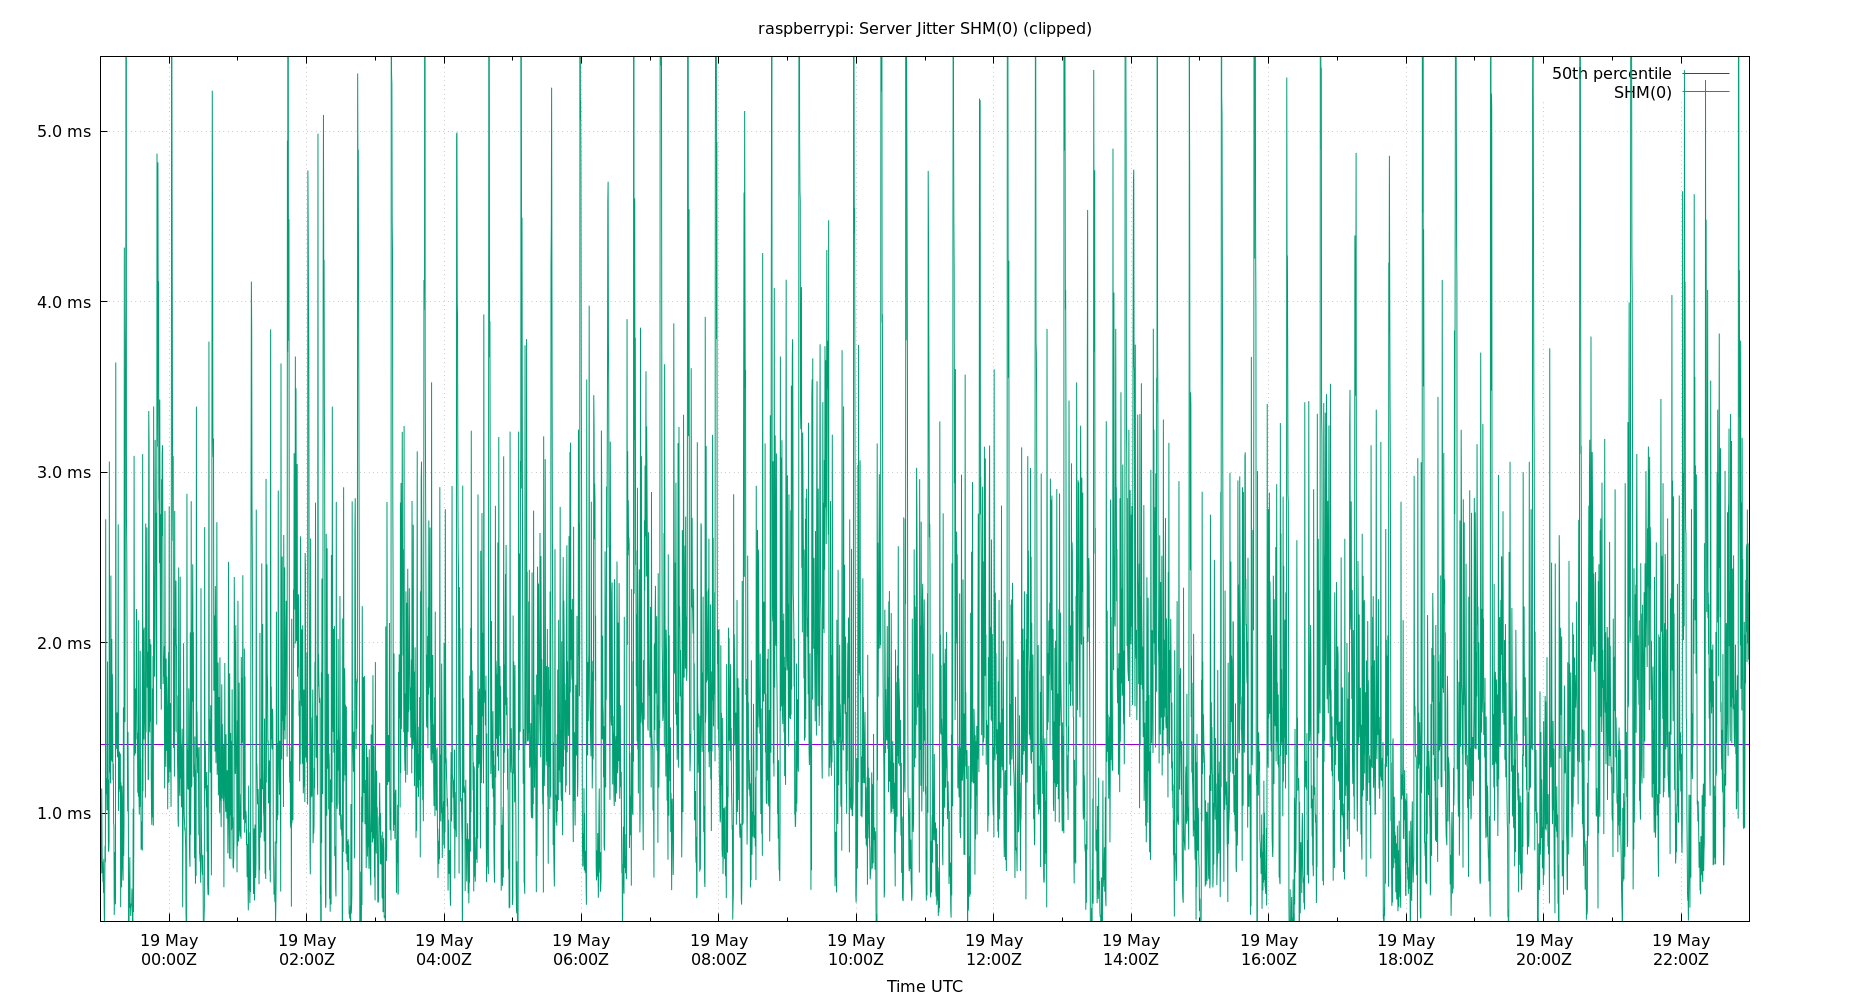 raspberrypi: Server Jitter SHM(0) (clipped)
50th percentile
SHM(0)
5.0 ms
4.0 ms
3.0 ms
2.0 ms
1.0 ms
19 May 19 May 19 May 19 May 19 May 19 May 19 May 19 May 19 May 19 May 19 May 19 May
00:00Z 02:00Z 04:00Z 06:00Z 08:00Z 10:00Z 12:00Z 14:00Z 16:00Z 18:00Z 20:00Z 22:00Z
Time UTC